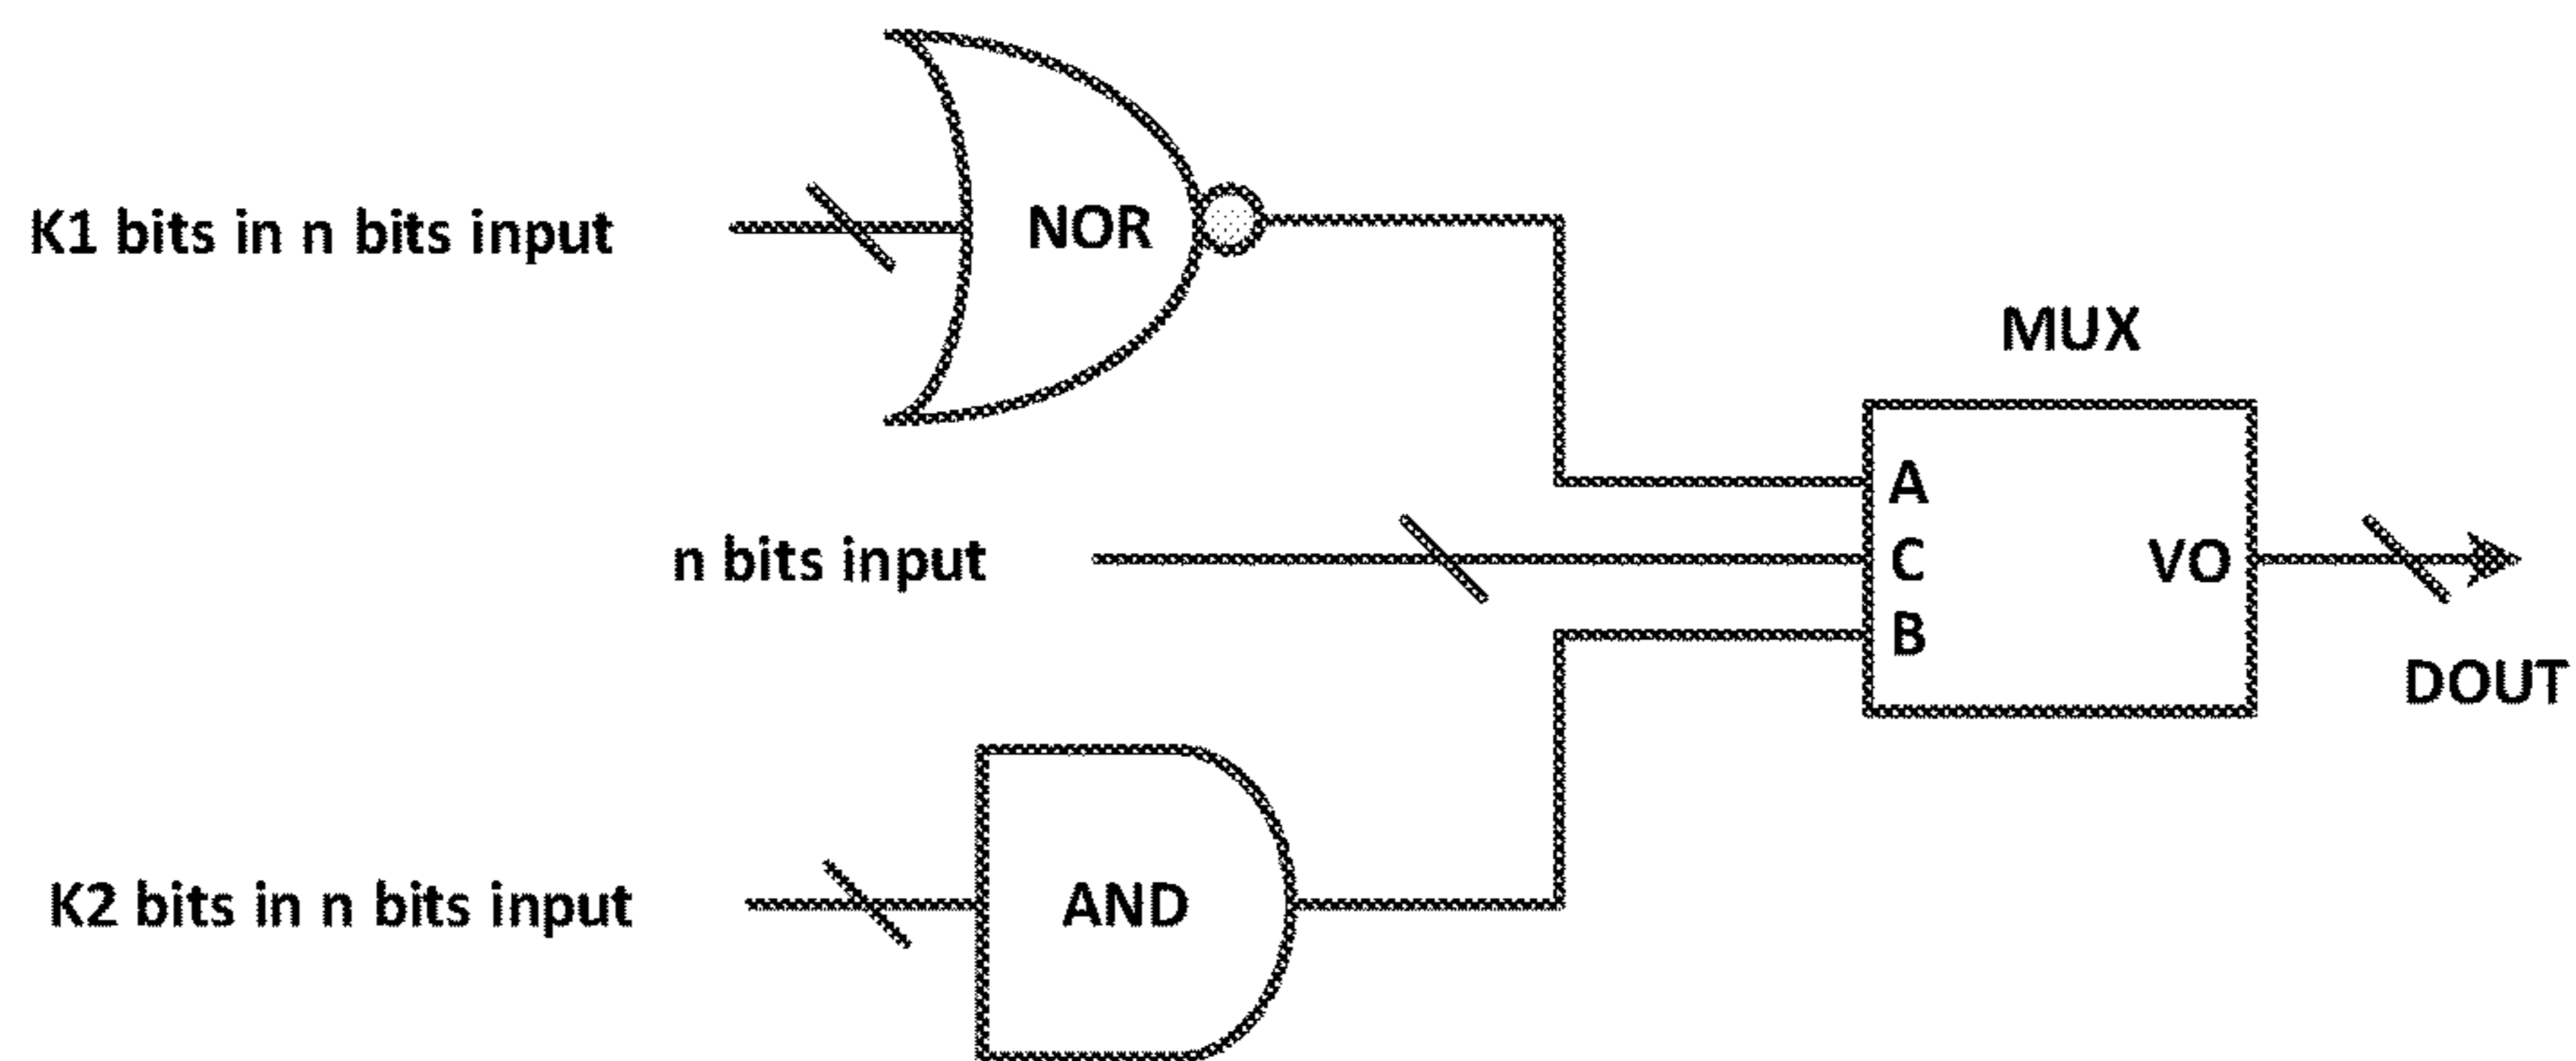 K1 bits in n bits input
NOR
MUX
A
n bits input
C
VO
B
DOUT
K2 bits in n bits input
AND